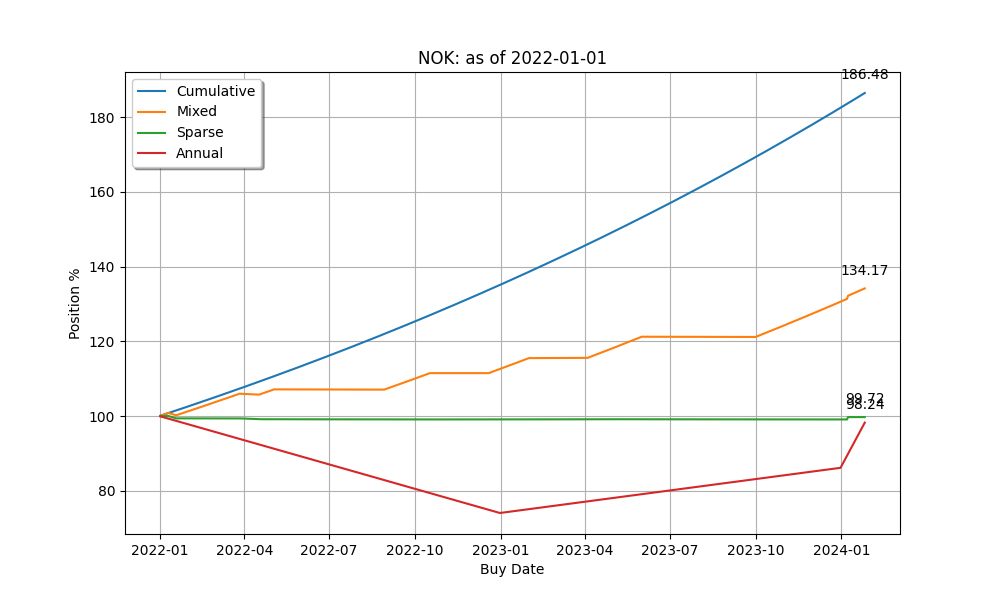 NOK: as of 2022-01-01
186.48
Cumulative
Mixed
Sparse
Annual
180
160
140
120
100
80
134.17
99.72
98.24
Position %
2022-01
2022-04
2022-07
2022-10
2023-01
2023-04
2023-07
2023-10
2024-01
Buy Date